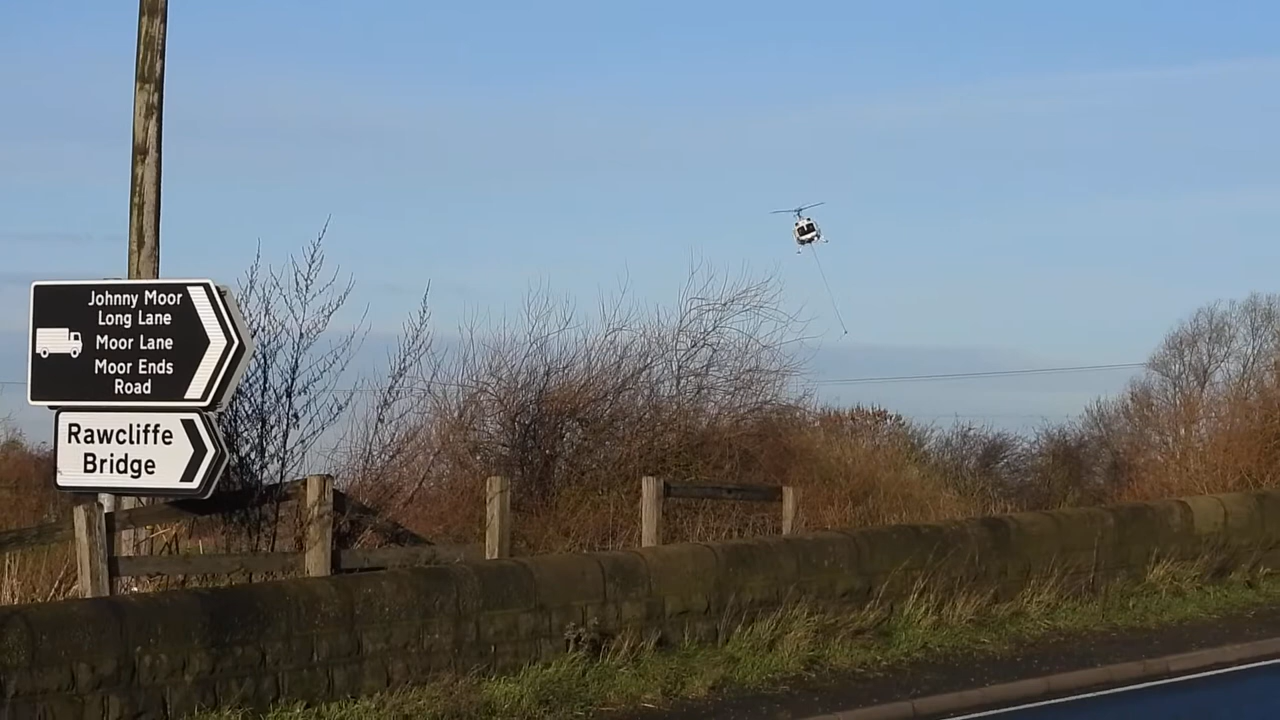 Johnny Moor
Long Lane
Moor Lane
Moor Ends
Road
Rawcliffe
Bridge